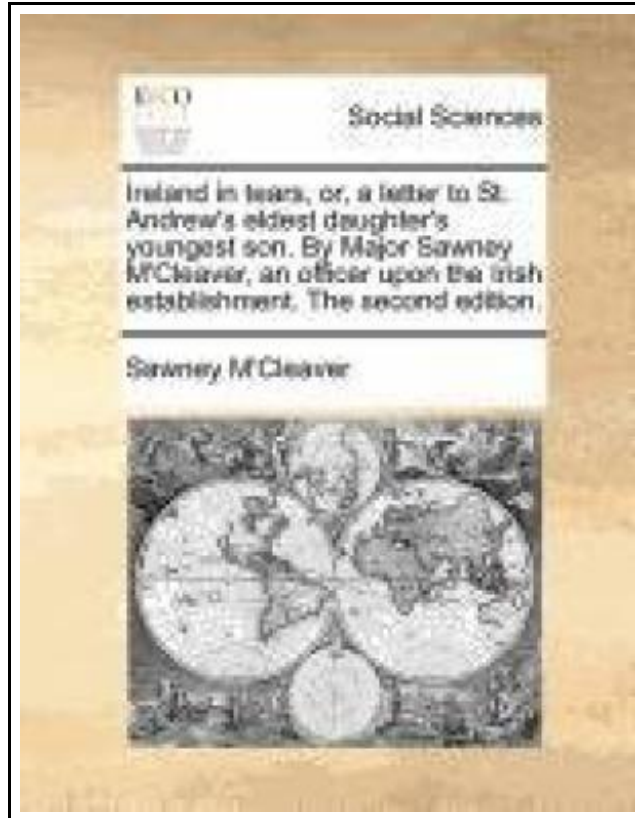 ECCO
Social Sciences
Ireland in tears, or, a letter to St.
Andrew's eldest daughter's
youngest son. By Major Sawney
M'Cleaver, an officer upon the Irish
establishment. The second edition.
Sawney M'Cleaver